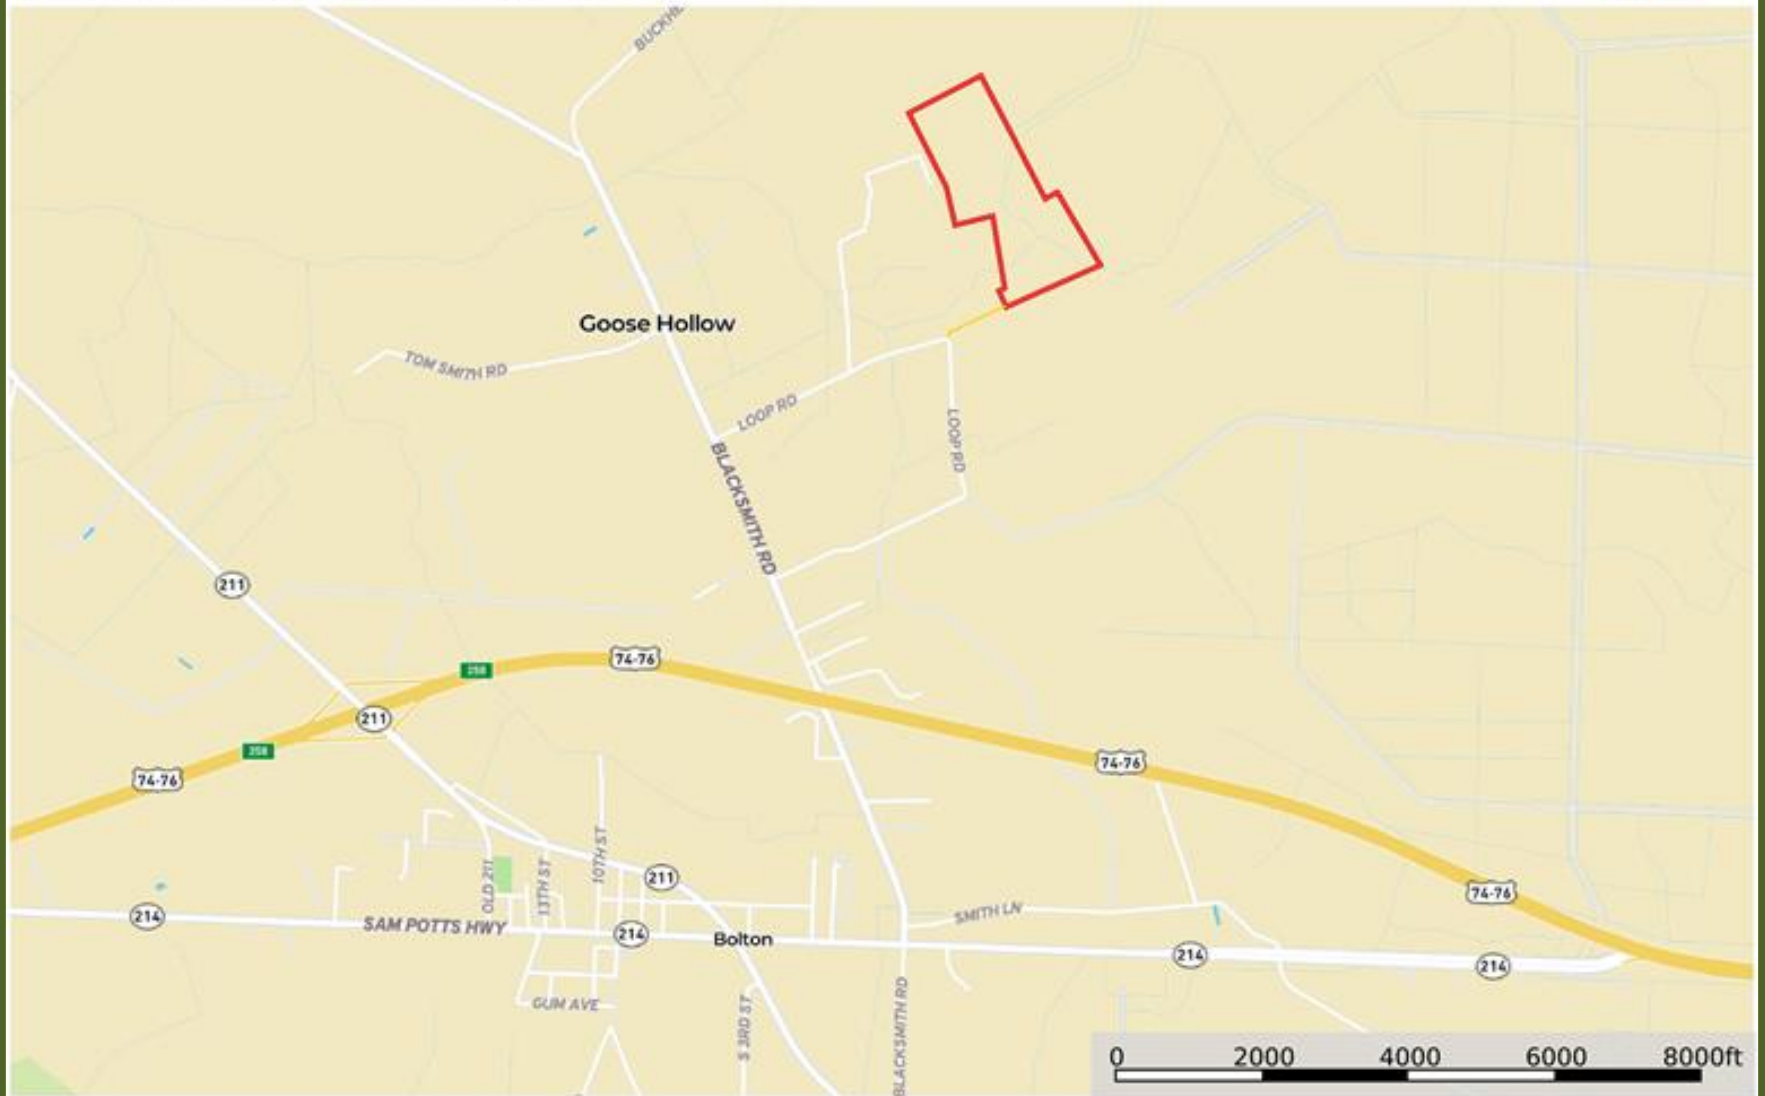 BUCKHE
Goose Hollow
TOM SMITH RD
LOOP RD
LOOP RD
BLACKSMITH RD
211
258
74-76
211
258
74-76
74-76
OLD 211
13TH ST
10TH ST
211
74-76
214
SAM POTTS HWY
214
Bolton
SMITH LN
214
214
GUM AVE
S 3RD ST
BLACKSMITH RD
0 2000 4000 6000 8000ft